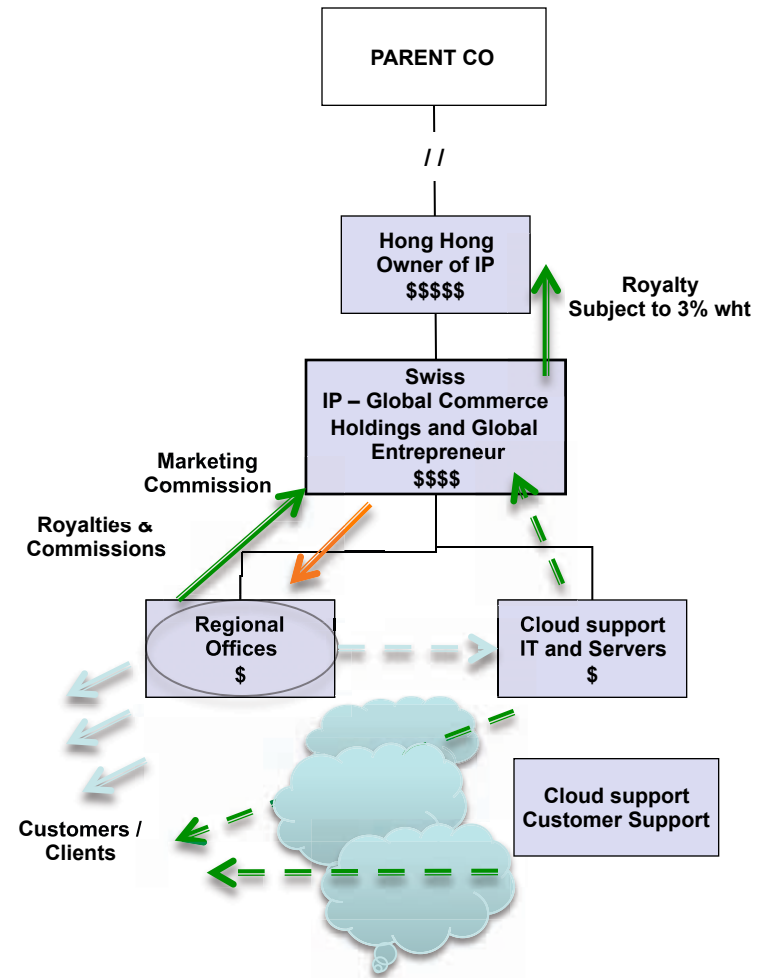 PARENT CO
/ /
Hong Hong
Owner of IP
$$$$$
Royalty
Subject to 3% wht
Swiss
IP – Global Commerce
Holdings and Global
Entrepreneur
$$$$
Marketing
Commission
Royalties &
Commissions
Regional
Offices
$
Cloud support
IT and Servers
$
Cloud support
Customer Support
Customers /
Clients